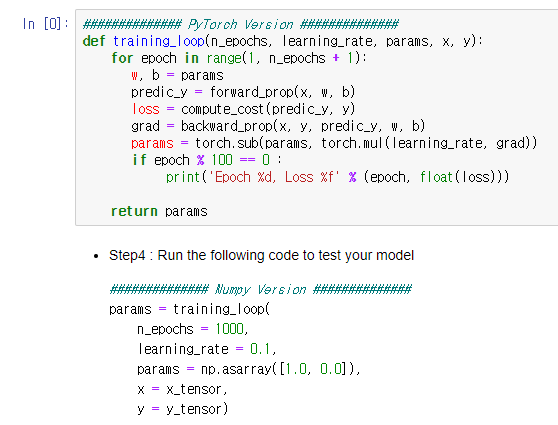 In [0]:
############## PyTorch Version ##############
def training_loop(n_epochs, learning_rate, params, x, y):
    for epoch in range(1, n_epochs + 1):
        w, b = params
        predic_y = forward_prop(x, w, b)
        loss = compute_cost(predic_y, y)
        grad = backward_prop(x, y, predic_y, w, b)
        params = torch.sub(params, torch.mul(learning_rate, grad))
        if epoch % 100 == 0 :
            print('Epoch %d, Loss %f' % (epoch, float(loss)))
    return params
• Step4 : Run the following code to test your model
############## Numpy Version ##############
params = training_loop(
    n_epochs = 1000,
    learning_rate = 0.1,
    params = np.asarray([1.0, 0.0]),
    x = x_tensor,
    y = y_tensor)